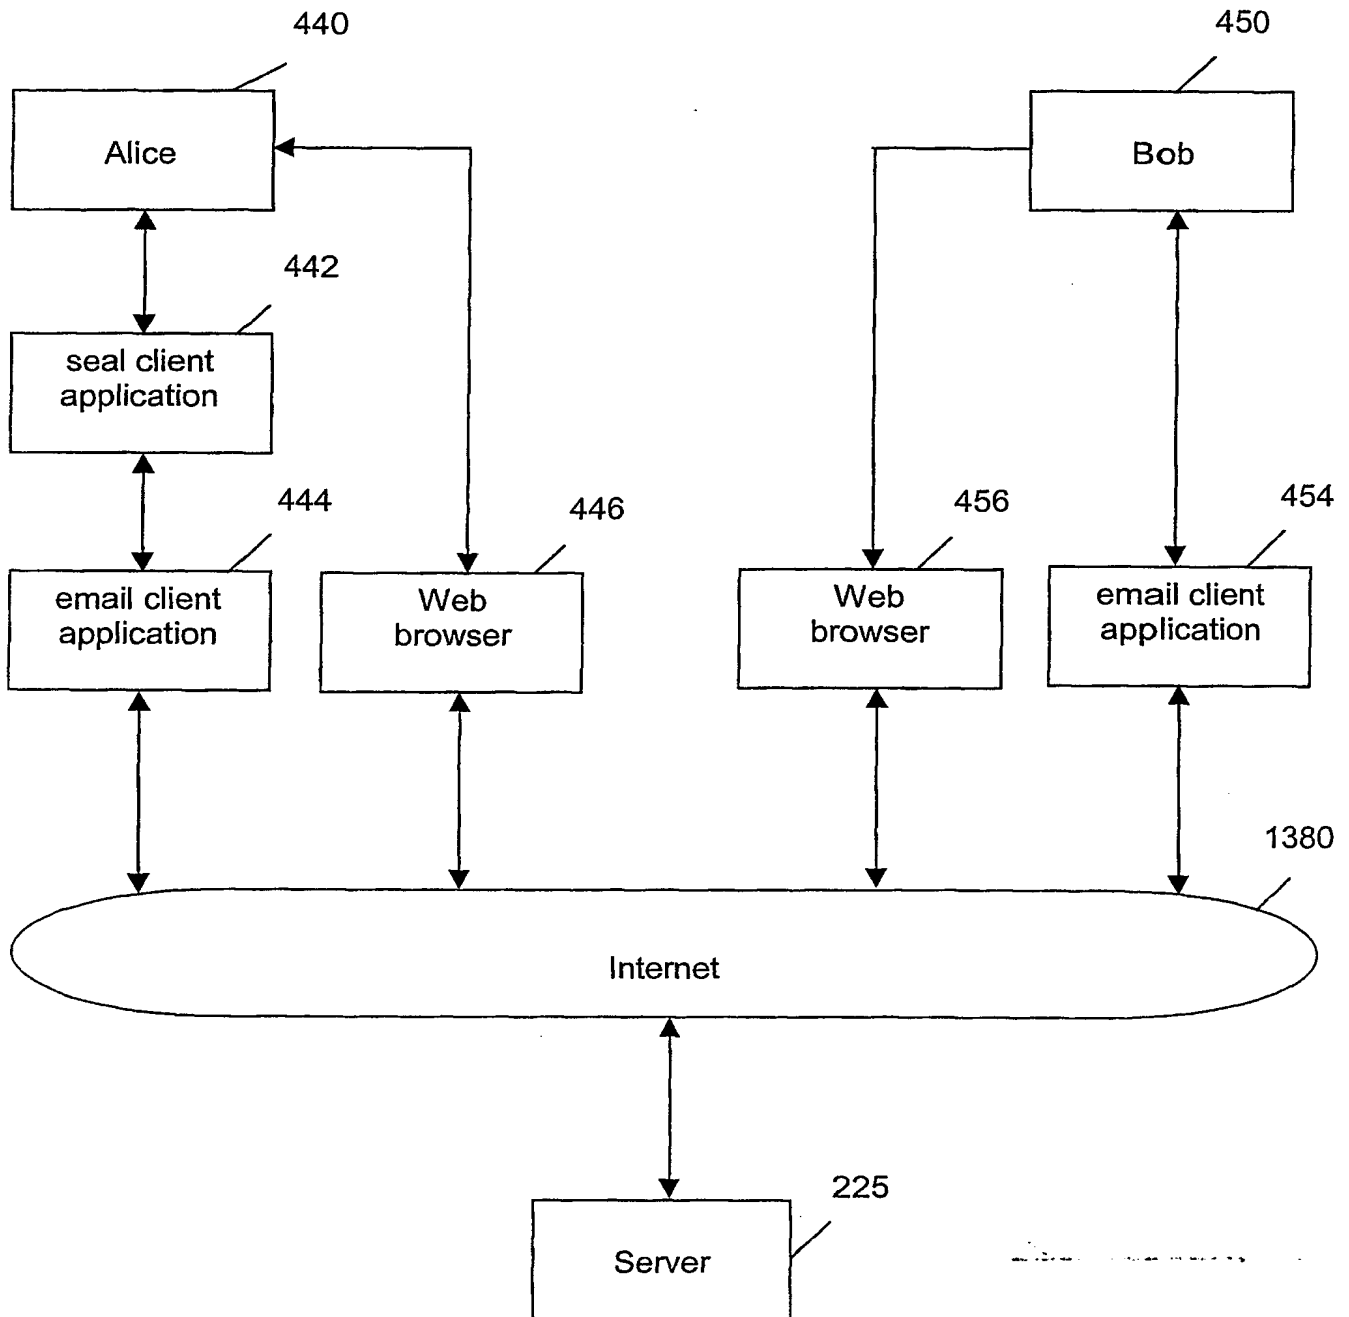 440
450
Alice
Bob
442
seal client
application
444
446
456
454
email client
application
Web
browser
Web
browser
email client
application
1380
Internet
225
Server